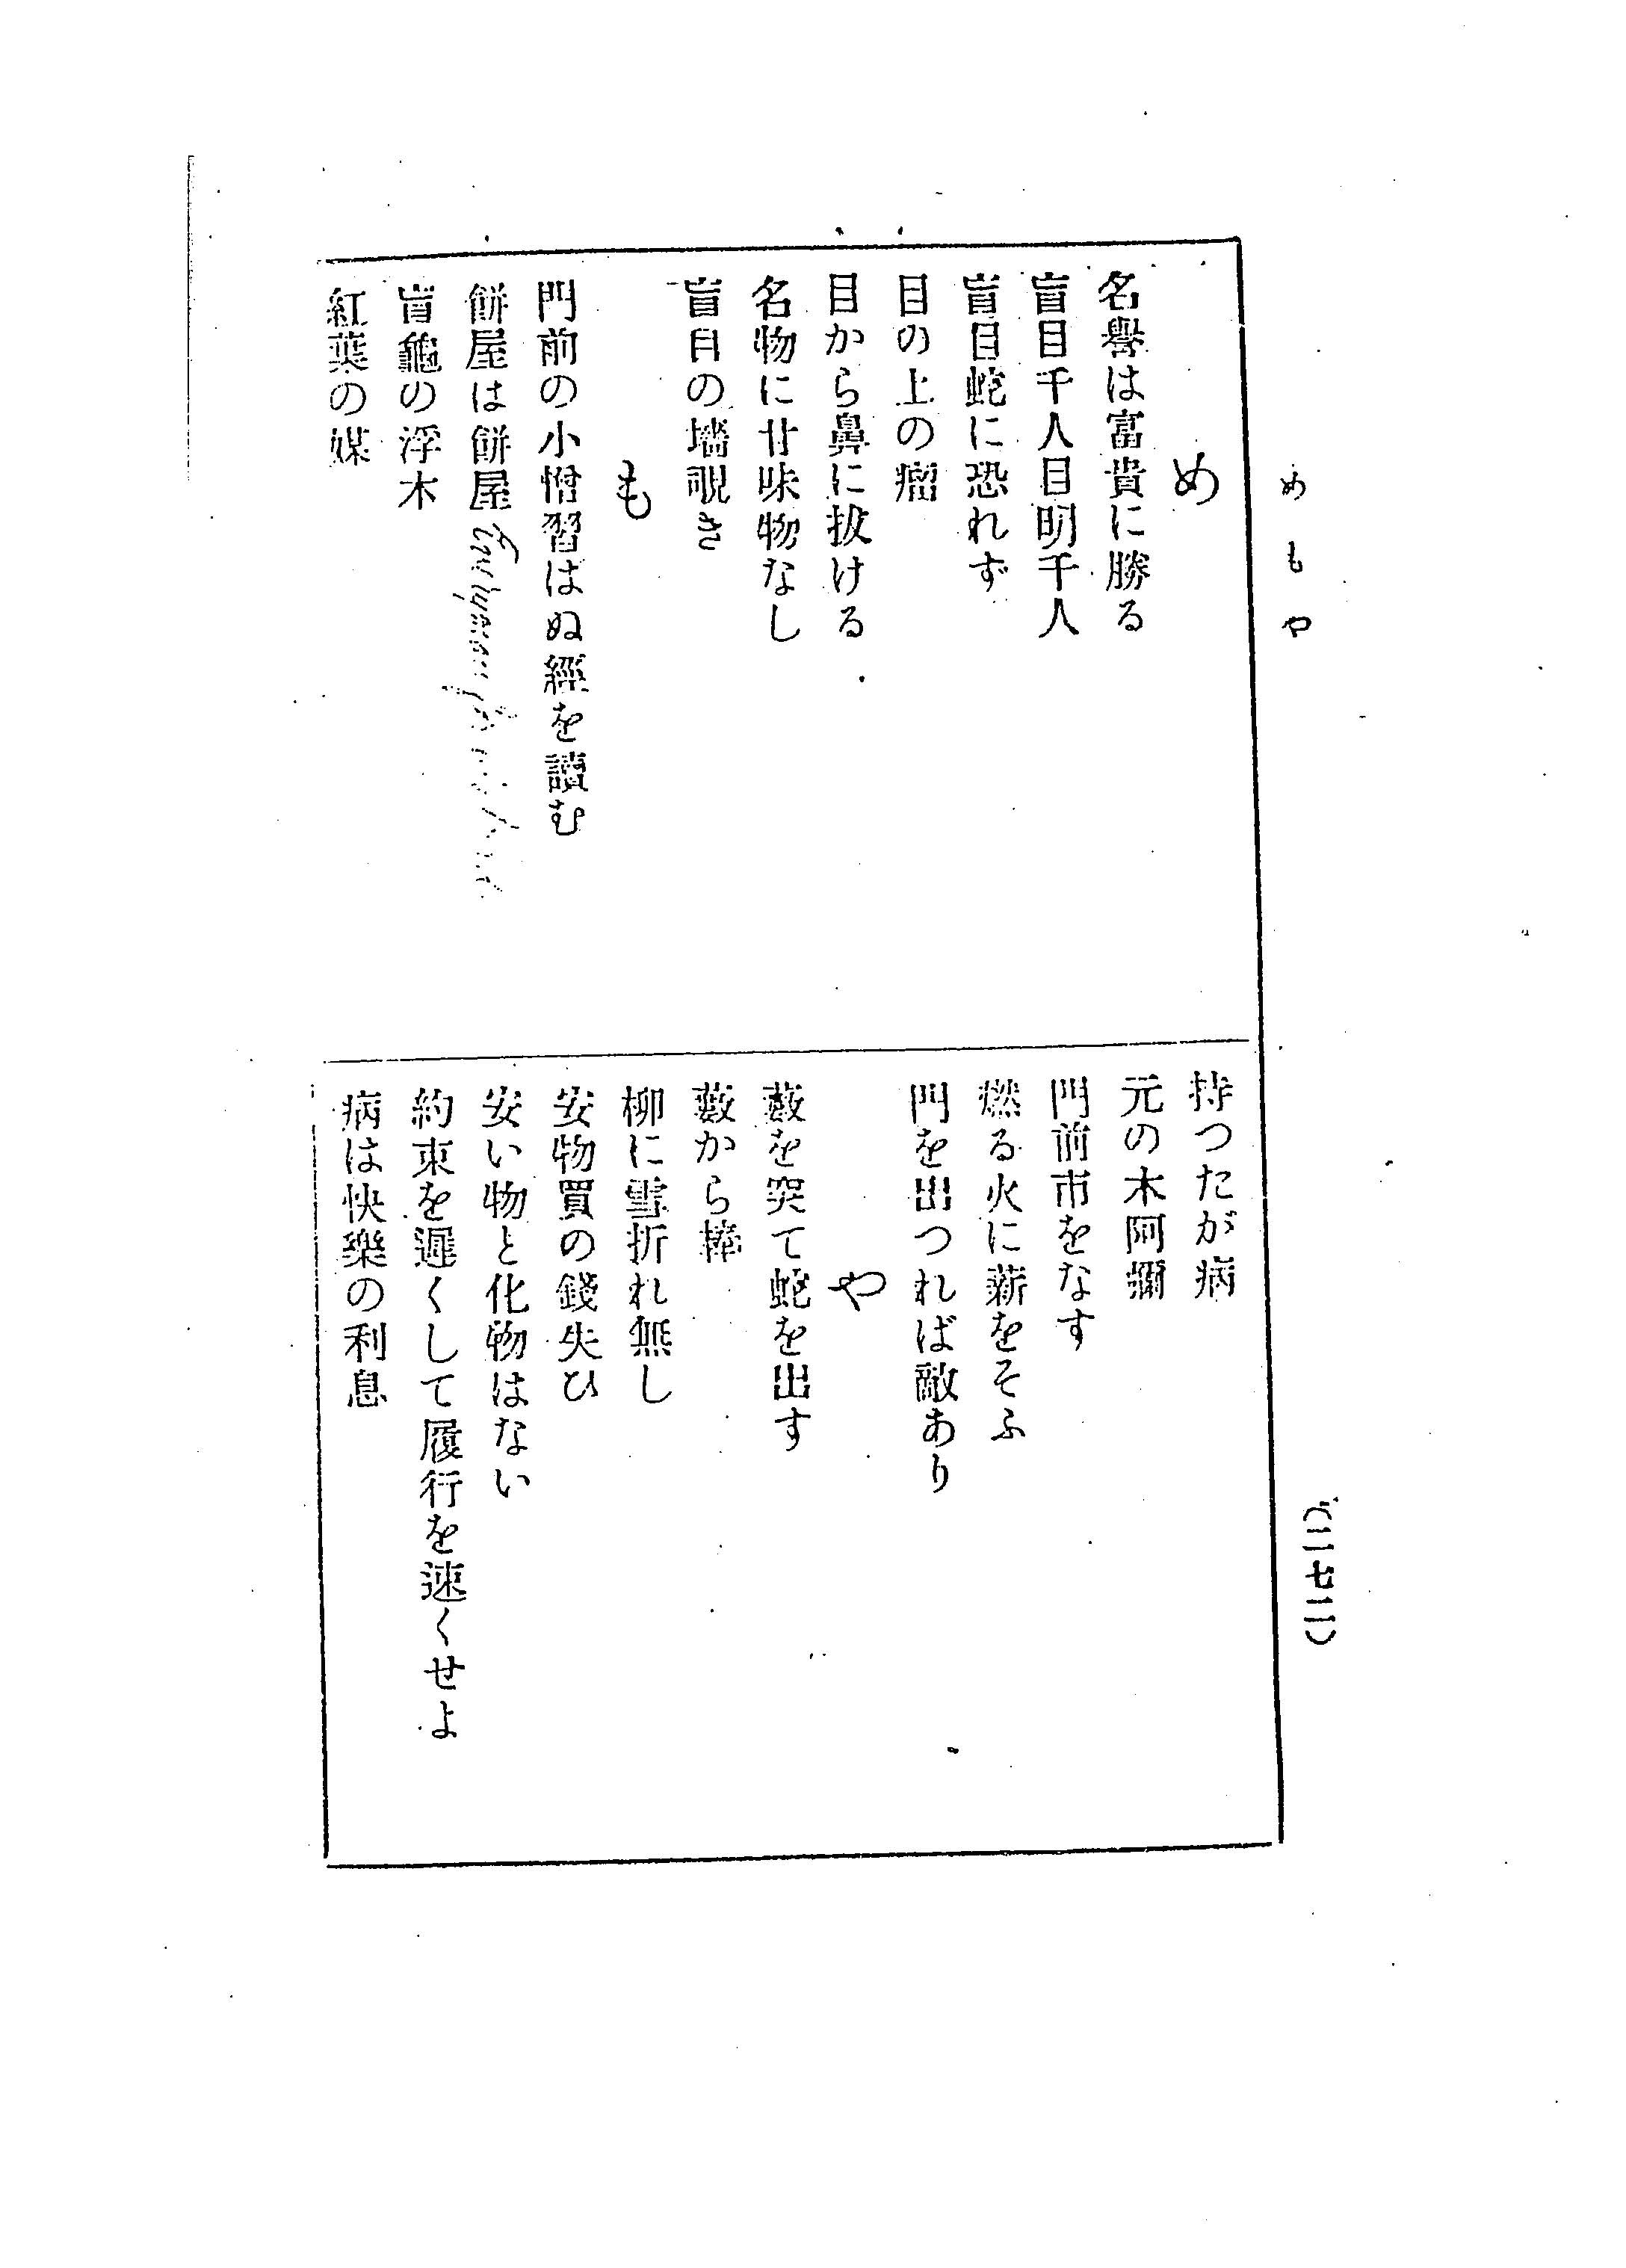 めもや
(二七二)
め
名譽は富貴に勝る
盲目千人目明千人
盲目蛇に恐れず
目の上の瘤
目から鼻に拔ける
名物に甘味物なし
盲目の墻覗き
も
門前の小僧習はぬ經を讀む
餅屋は餅屋
盲龜の浮木
紅葉の媒
持つたが病
元の木阿彌
門前市をなす
燃る火に薪をそふ
門を出つれば敵あり
や
藪を突て蛇を出す
藪から棒
柳に雪折れ無し
安物買の錢失ひ
安い物と化物はない
約束を遲くして履行を速くせよ
病は快樂の利息